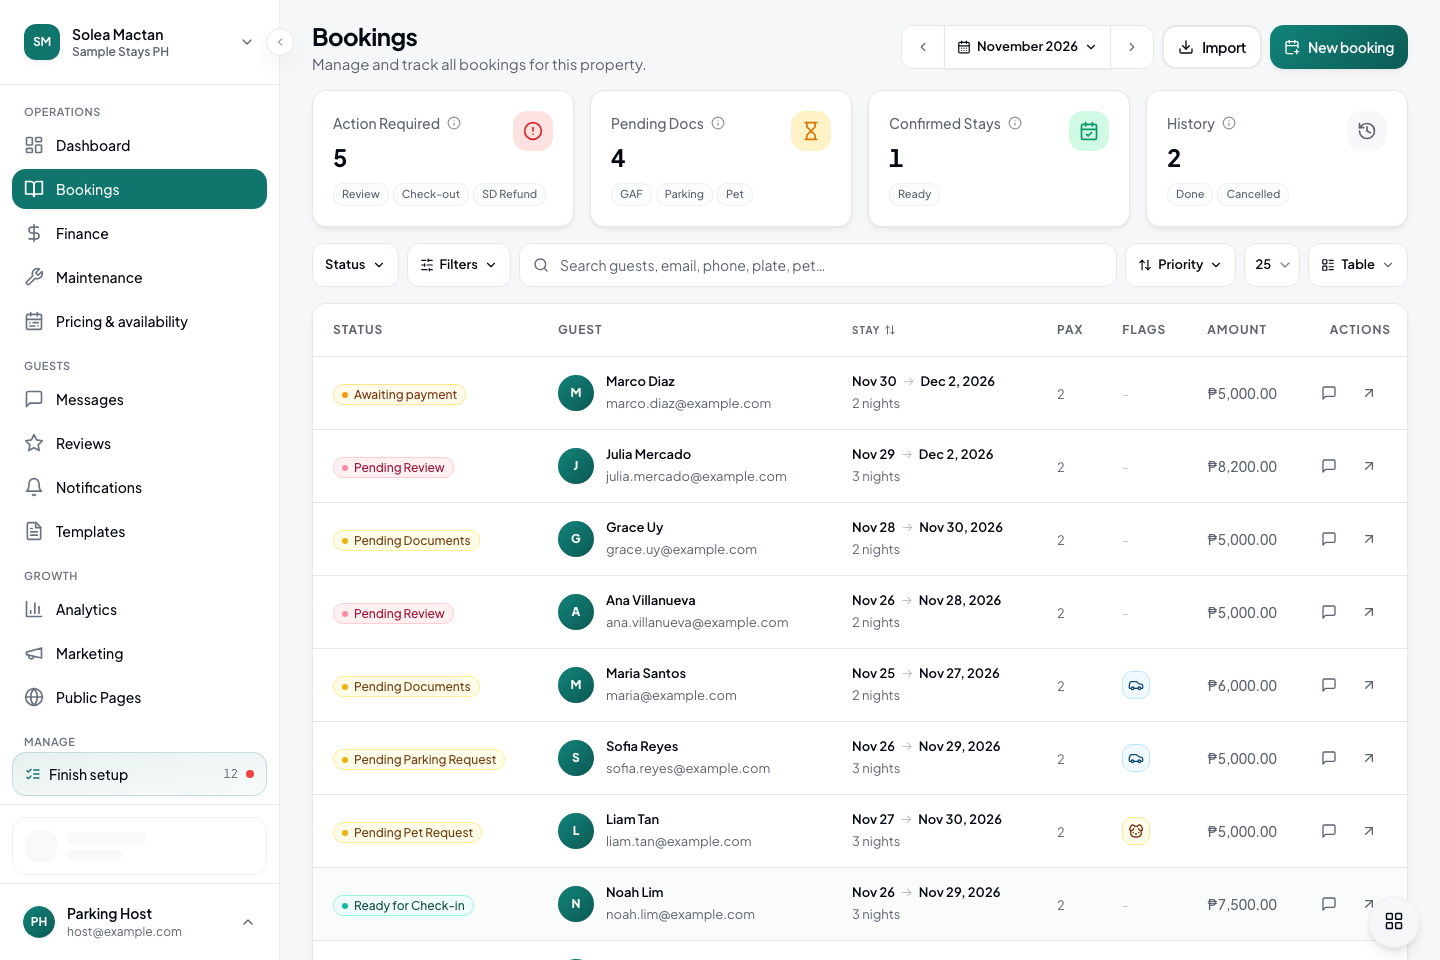 SM
Solea Mactan
Sample Stays PH
OPERATIONS
Dashboard
Bookings
Finance
Maintenance
Pricing & availability
GUESTS
Messages
Reviews
Notifications
Templates
GROWTH
Analytics
Marketing
Public Pages
MANAGE
Finish setup 12
PH
Parking Host
host@example.com
Bookings
Manage and track all bookings for this property.
November 2026
Import
New booking
Action Required
5
Review Check-out SD Refund
Pending Docs
4
GAF Parking Pet
Confirmed Stays
1
Ready
History
2
Done Cancelled
Status
Filters
Search guests, email, phone, plate, pet...
Priority
25
Table
STATUS GUEST STAY PAX FLAGS AMOUNT ACTIONS
Awaiting payment M Marco Diaz Nov 30 → Dec 2, 2026 2 - ₱5,000.00
marco.diaz@example.com 2 nights
Pending Review J Julia Mercado Nov 29 → Dec 2, 2026 2 - ₱8,200.00
julia.mercado@example.com 3 nights
Pending Documents G Grace Uy Nov 28 → Nov 30, 2026 2 - ₱5,000.00
grace.uy@example.com 2 nights
Pending Review A Ana Villanueva Nov 26 → Nov 28, 2026 2 - ₱5,000.00
ana.villanueva@example.com 2 nights
Pending Documents M Maria Santos Nov 25 → Nov 27, 2026 2 ₱6,000.00
maria@example.com 2 nights
Pending Parking Request S Sofia Reyes Nov 26 → Nov 29, 2026 2 ₱5,000.00
sofia.reyes@example.com 3 nights
Pending Pet Request L Liam Tan Nov 27 → Nov 30, 2026 2 ₱5,000.00
liam.tan@example.com 3 nights
Ready for Check-in N Noah Lim Nov 26 → Nov 29, 2026 2 - ₱7,500.00
noah.lim@example.com 3 nights